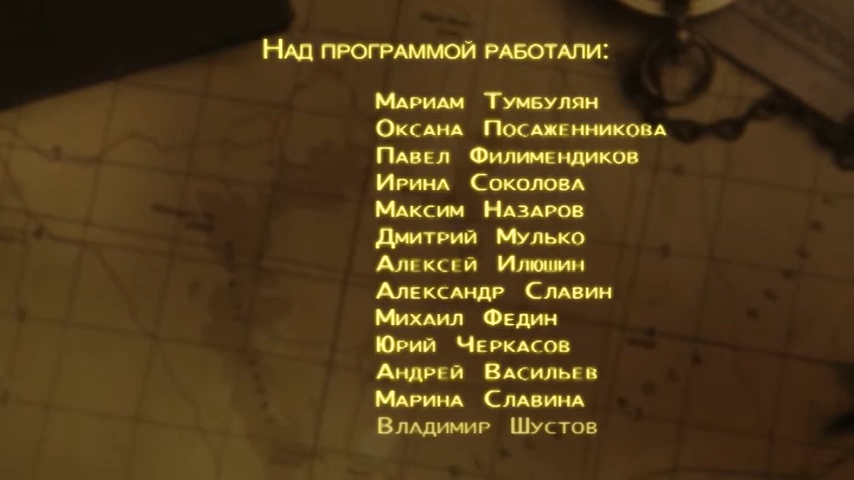 Над программой работали:
Мариам Тумбулян
Оксана Посаженникова
Павел Филимендиков
Ирина Соколова
Максим Назаров
Дмитрий Мулько
Алексей Илюшин
Александр Славин
Михаил Федин
Юрий Черкасов
Андрей Васильев
Марина Славина
Владимир Шустов